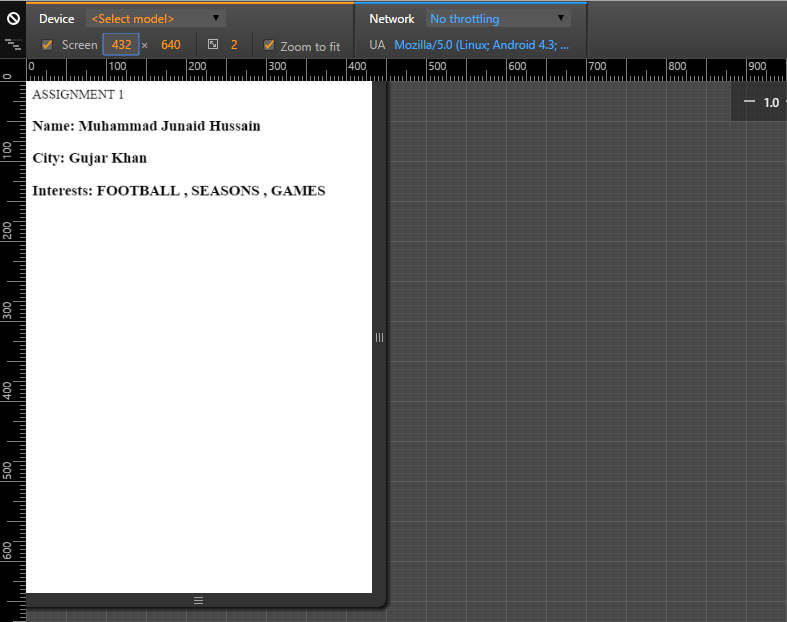 Device <Select model> Network No throttling
Screen 432 × 640 2 Zoom to fit UA Mozilla/5.0 (Linux; Android 4.3; ...
0 100 200 300 400 500 600 700 800 900
0
100
200
300
400
500
600
1.0
ASSIGNMENT 1
Name: Muhammad Junaid Hussain
City: Gujar Khan
Interests: FOOTBALL , SEASONS , GAMES